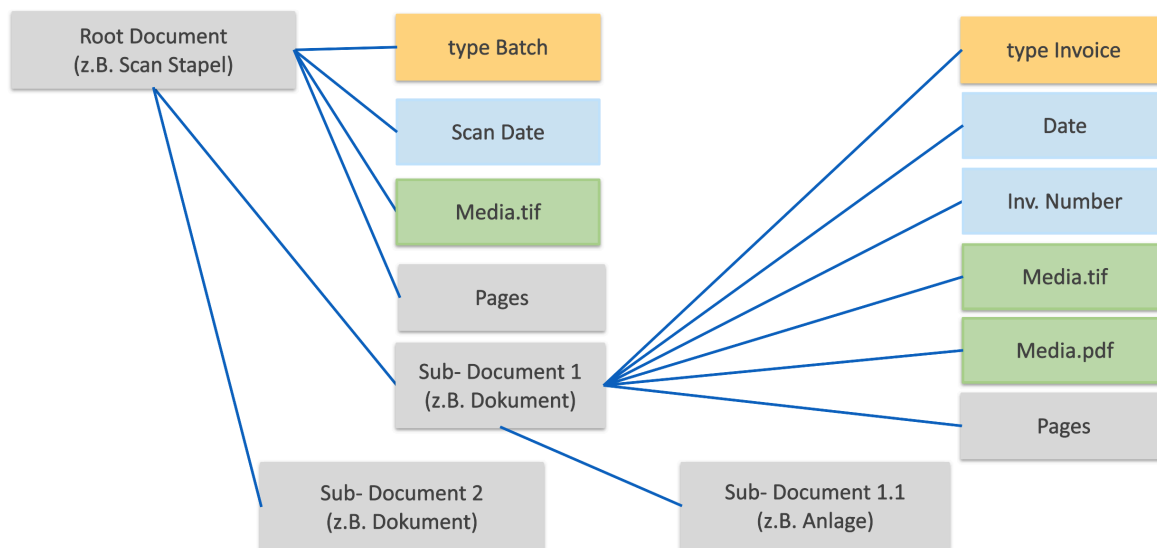 Root Document
(z.B. Scan Stapel)
type Batch
Scan Date
Media.tif
Pages
Sub- Document 1
(z.B. Dokument)
Sub- Document 2
(z.B. Dokument)
Sub- Document 1.1
(z.B. Anlage)
type Invoice
Date
Inv. Number
Media.tif
Media.pdf
Pages